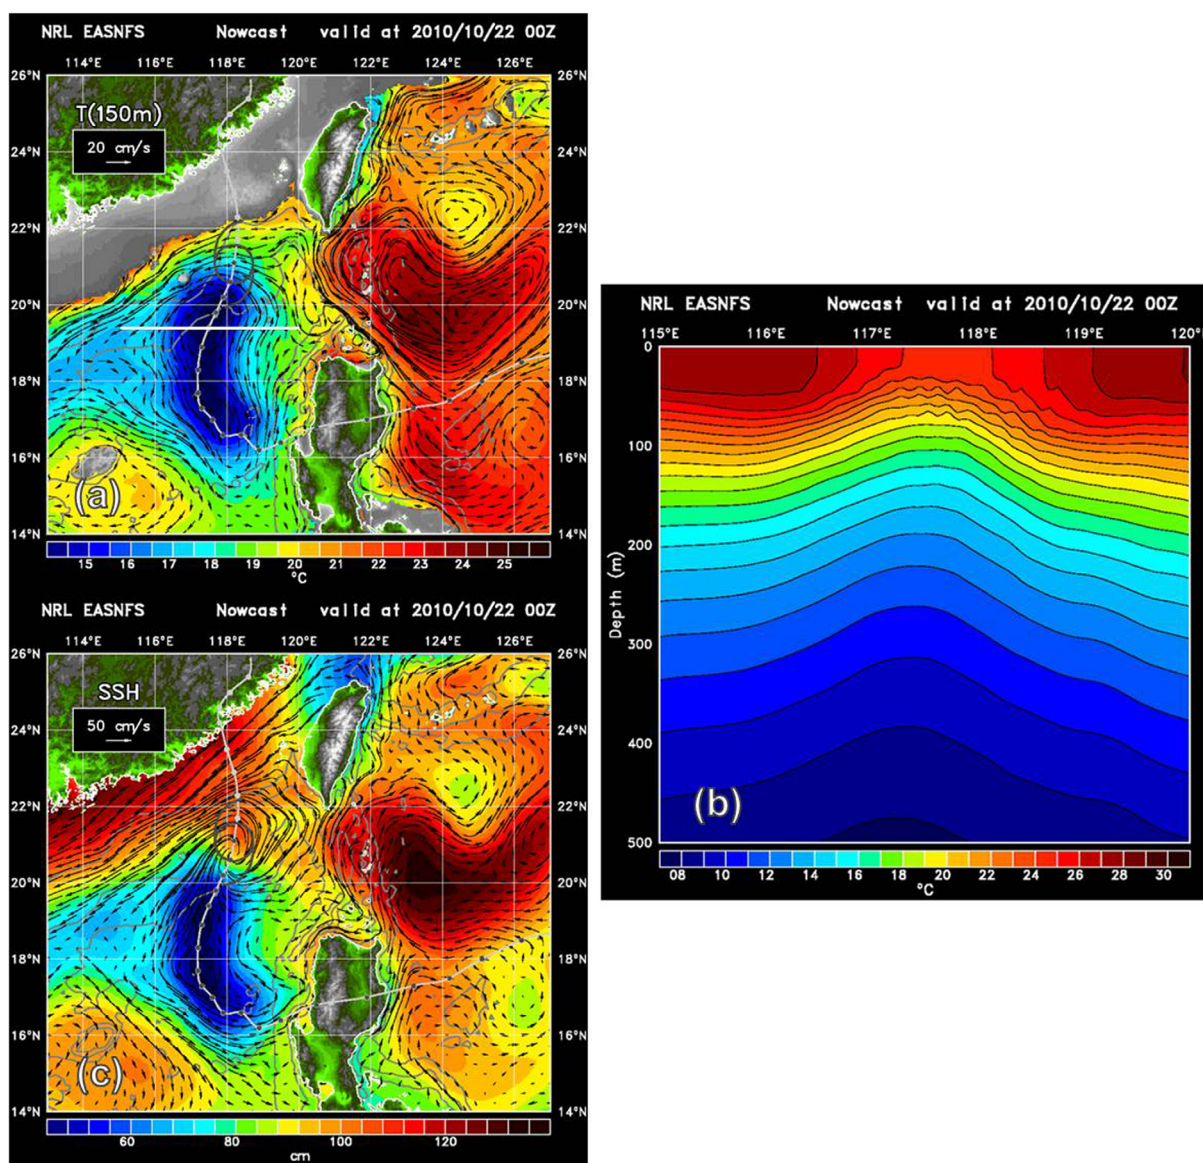 NRL EASNFS Nowcast valid at 2010/10/22 00Z
114°E 116°E 118°E 120°E 122°E 124°E 126°E
26°N 26°N
T(150m)
20 cm/s
24°N 24°N
22°N 22°N
20°N 20°N
18°N 18°N
16°N 16°N
(a)
14°N 14°N
15 16 17 18 19 20 21 22 23 24 25
°C
NRL EASNFS Nowcast valid at 2010/10/22 00Z
114°E 116°E 118°E 120°E 122°E 124°E 126°E
26°N 26°N
SSH
50 cm/s
24°N 24°N
22°N 22°N
20°N 20°N
18°N 18°N
16°N 16°N
(c)
14°N 14°N
60 80 100 120
cm
NRL EASNFS Nowcast valid at 2010/10/22 00Z
115°E 116°E 117°E 118°E 119°E 120°E
0
100
200
Depth (m)
300
400
(b)
500
08 10 12 14 16 18 20 22 24 26 28 30
°C